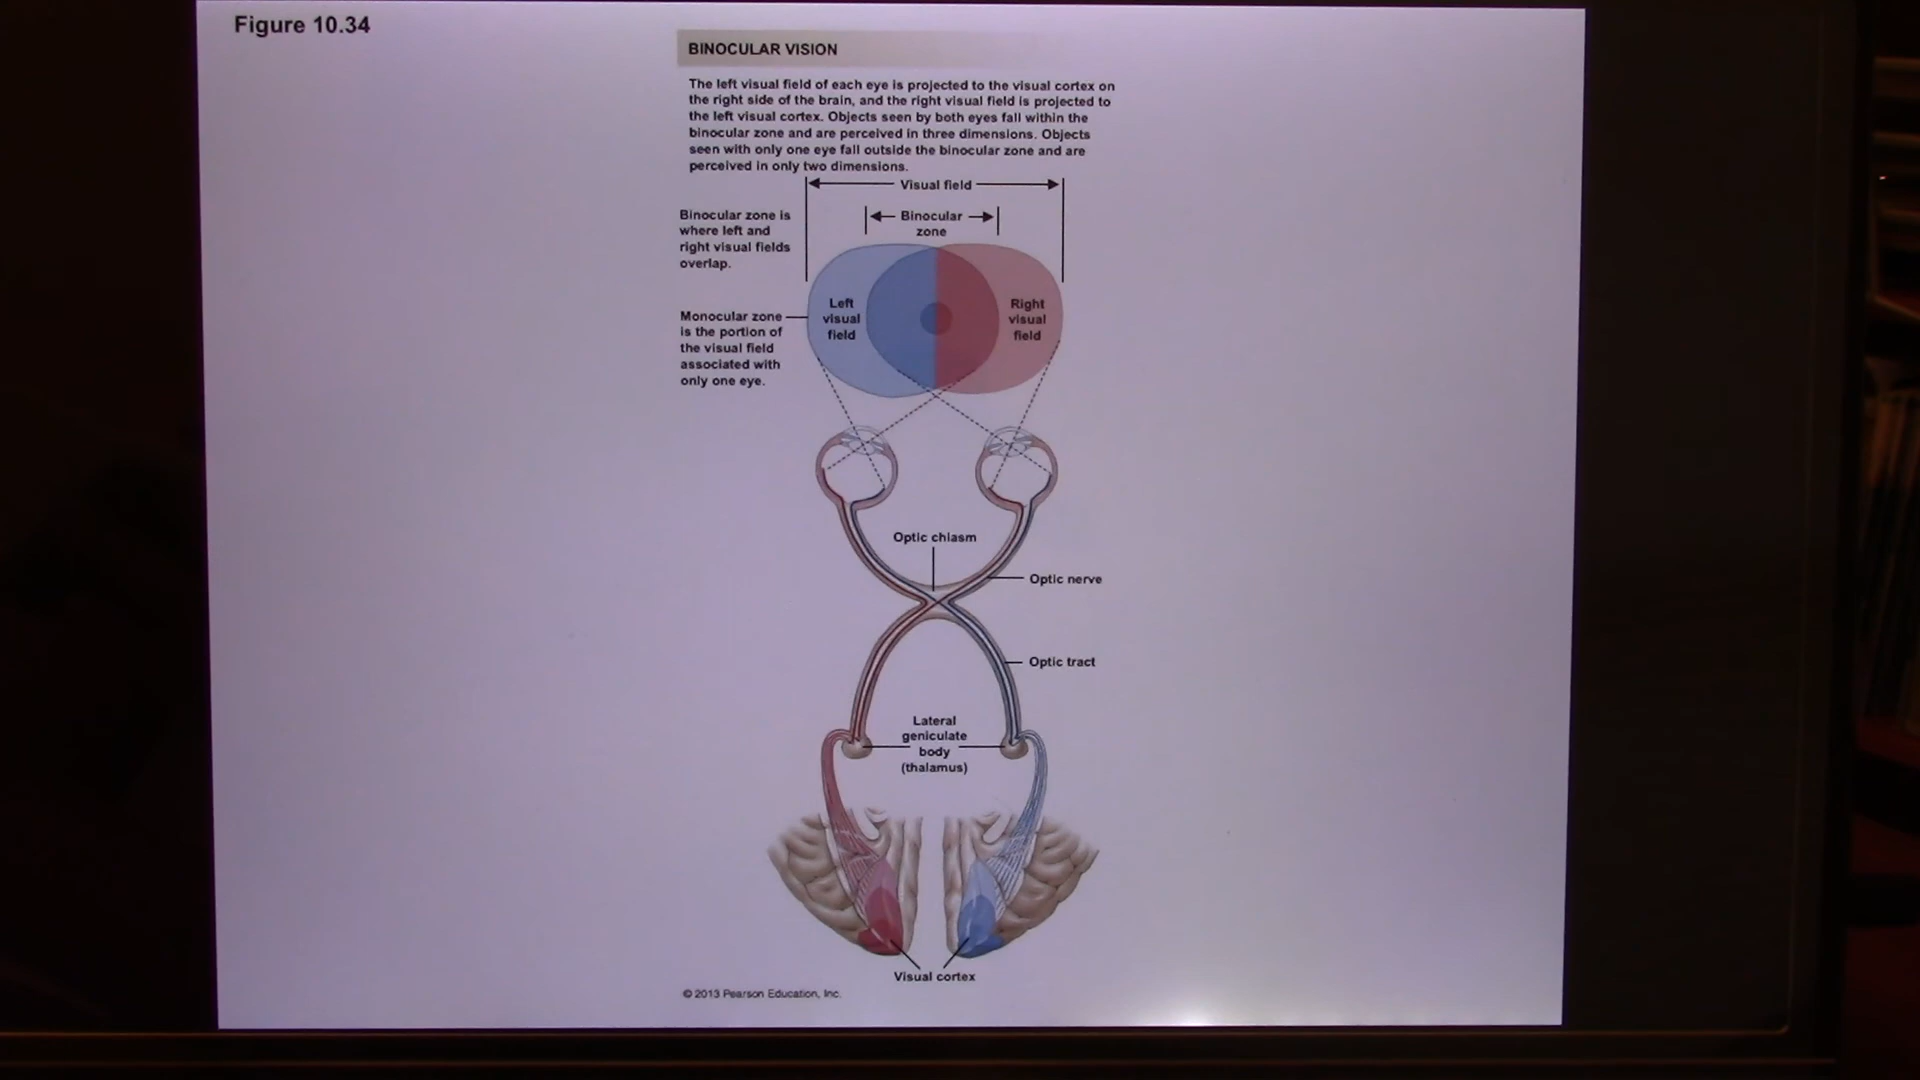 Figure 10.34
BINOCULAR VISION
The left visual field of each eye is projected to the visual cortex on
the right side of the brain, and the right visual field is projected to
the left visual cortex. Objects seen by both eyes fall within the
binocular zone and are perceived in three dimensions. Objects
seen with only one eye fall outside the binocular zone and are
perceived in only two dimensions.
Visual field
Binocular
zone
Binocular zone is
where left and
right visual fields
overlap.
Left
visual
field
Right
visual
field
Monocular zone
is the portion of
the visual field
associated with
only one eye.
Optic chiasm
Optic nerve
Optic tract
Lateral
geniculate
body
(thalamus)
Visual cortex
© 2013 Pearson Education, Inc.